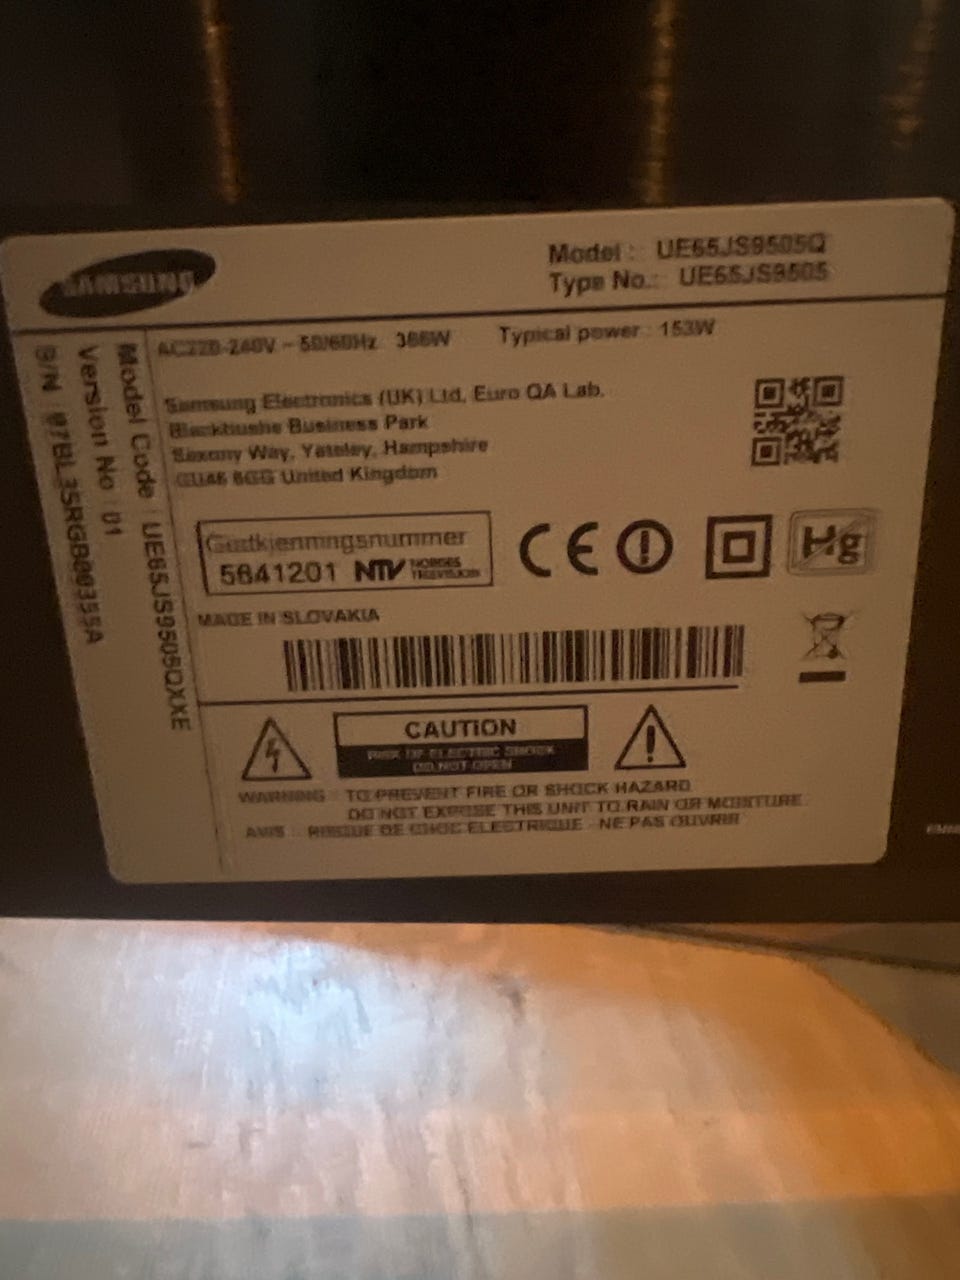 SAMSUNG
Model : UE65JS9505Q
Type No.: UE65JS9505
AC220-240V ~ 50/60Hz 366W Typical power : 153W
Samsung Electronics (UK) Ltd, Euro QA Lab.
Blackbushe Business Park
Saxony Way, Yateley, Hampshire
GU46 6GG United Kingdom
Godkjenningsnummer
5641201 NTV NORGES TELEVISJON
CE
Hg
MADE IN SLOVAKIA
CAUTION
RISK OF ELECTRIC SHOCK
DO NOT OPEN
WARNING : TO PREVENT FIRE OR SHOCK HAZARD
DO NOT EXPOSE THIS UNIT TO RAIN OR MOISTURE.
AVIS : RISQUE DE CHOC ELECTRIQUE - NE PAS OUVRIR
Model Code : UE65JS9505QXXE
Version No : 01
S/N :